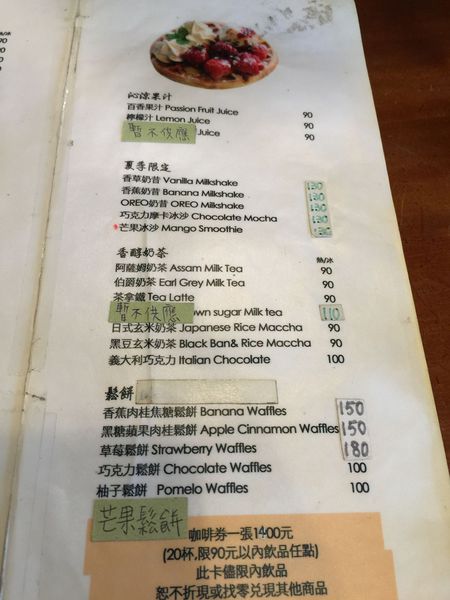 熱/冰
90
90
90
沁涼果汁
百香果汁 Passion Fruit Juice 90
檸檬汁 Lemon Juice 90
暫不供應 Juice 90
夏季限定
香草奶昔 Vanilla Milkshake 130
香蕉奶昔 Banana Milkshake 130
OREO奶昔 OREO Milkshake 130
巧克力摩卡冰沙 Chocolate Mocha 130
芒果冰沙 Mango Smoothie 130
香醇奶茶 熱/冰
阿薩姆奶茶 Assam Milk Tea 90
伯爵奶茶 Earl Grey Milk Tea 90
茶拿鐵 Tea Latte 90
暫不供應 wn sugar Milk tea 110
日式玄米奶茶 Japanese Rice Maccha 90
黑豆玄米奶茶 Black Ban& Rice Maccha 90
義大利巧克力 Italian Chocolate 100
鬆餅
香蕉肉桂焦糖鬆餅 Banana Waffles 150
黑糖蘋果肉桂鬆餅 Apple Cinnamon Waffles 150
草莓鬆餅 Strawberry Waffles 180
巧克力鬆餅 Chocolate Waffles 100
柚子鬆餅 Pomelo Waffles 100
芒果鬆餅
咖啡券一張1400元
(20杯,限90元以內飲品任點)
此卡儘限內飲品
恕不折現或找零兌現其他商品